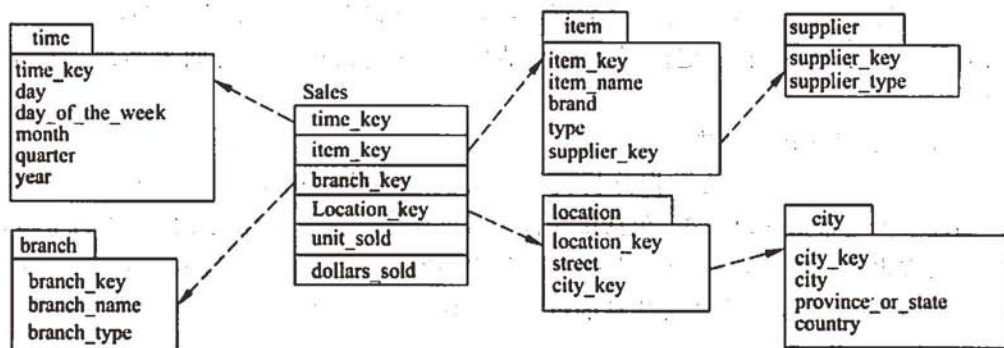 time
time_key
day
day_of_the_week
month
quarter
year
branch
branch_key
branch_name
branch_type
Sales
time_key
item_key
branch_key
Location_key
unit_sold
dollars_sold
item
item_key
item_name
brand
type
supplier_key
supplier
supplier_key
supplier_type
location
location_key
street
city_key
city
city_key
city
province_or_state
country